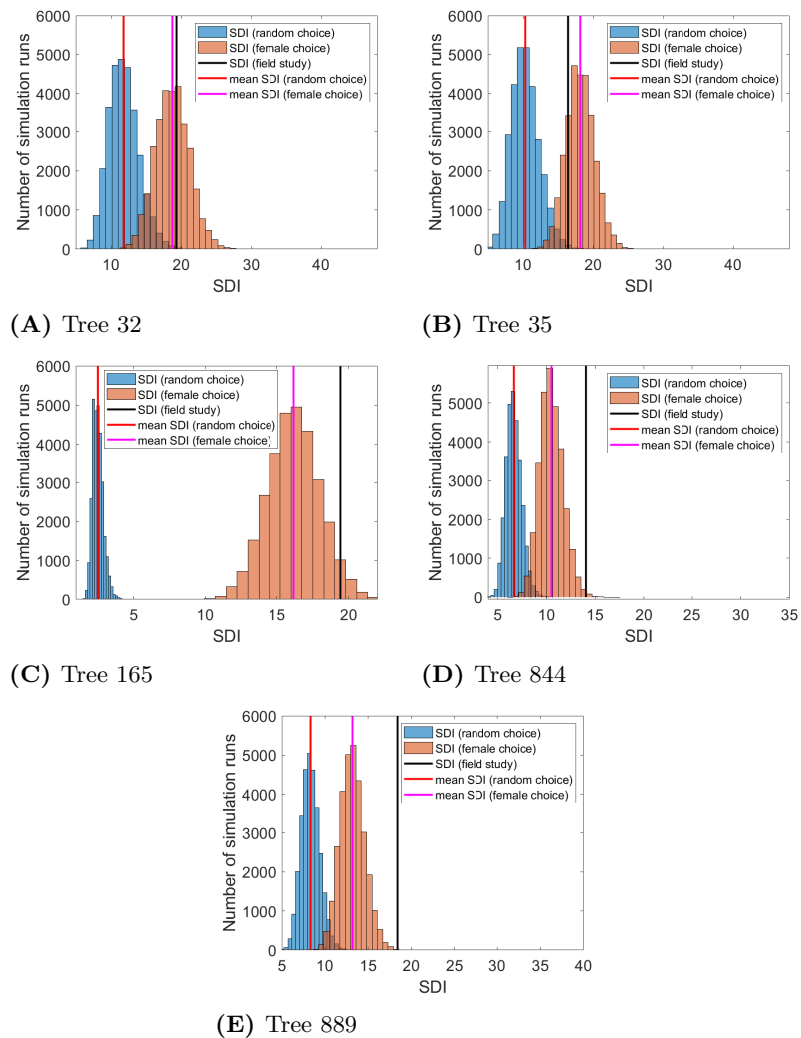 6000
5000
4000
3000
2000
1000
0
Number of simulation runs
SDI (random choice)
SDI (female choice)
SDI (field study)
mean SDI (random choice)
mean SDI (female choice)
10 20 30 40
SDI
(A) Tree 32
6000
5000
4000
3000
2000
1000
0
Number of simulation runs
SDI (random choice)
SDI (female choice)
SDI (field study)
mean SDI (random choice)
mean SDI (female choice)
10 20 30 40
SDI
(B) Tree 35
6000
5000
4000
3000
2000
1000
0
Number of simulation runs
SDI (random choice)
SDI (female choice)
SDI (field study)
mean SDI (random choice)
mean SDI (female choice)
5 10 15 20
SDI
(C) Tree 165
5000
4000
3000
2000
1000
0
Number of simulation runs
SDI (random choice)
SDI (female choice)
SDI (field study)
mean SDI (random choice)
mean SDI (female choice)
5 10 15 20 25 30 35
SDI
(D) Tree 844
6000
5000
4000
3000
2000
1000
0
Number of simulation runs
SDI (random choice)
SDI (female choice)
SDI (field study)
mean SDI (random choice)
mean SDI (female choice)
5 10 15 20 25 30 35 40
SDI
(E) Tree 889